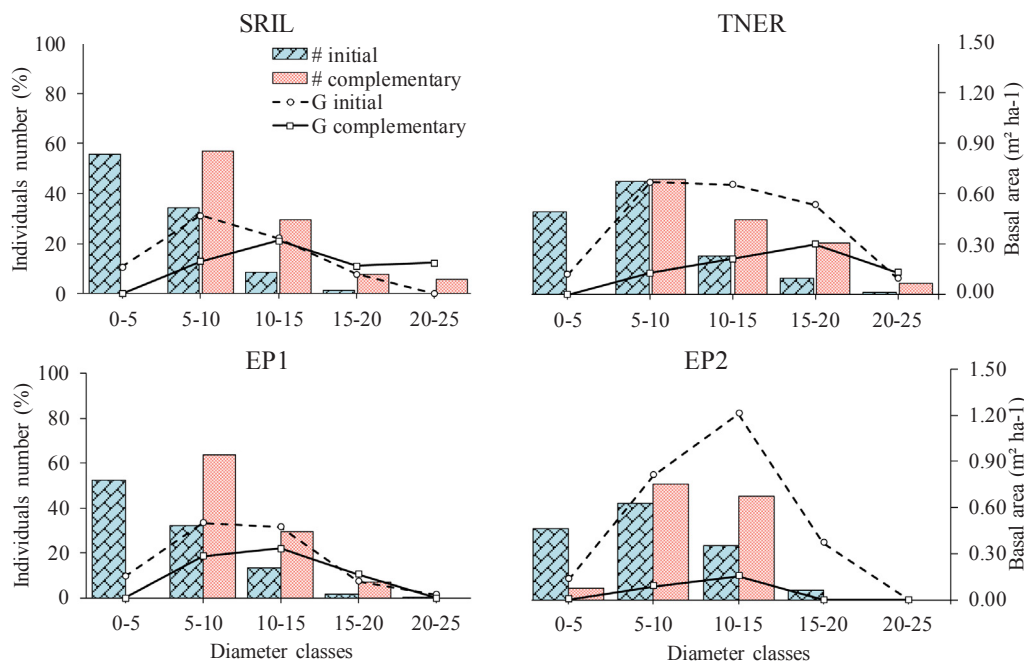 SRIL
TNER
Individuals number (%)
100
80
60
40
20
0
# initial
# complementary
G initial
G complementary
1.50
1.20
0.90
0.60
0.30
0.00
Basal area (m² ha-1)
0-5 5-10 10-15 15-20 20-25
0-5 5-10 10-15 15-20 20-25
EP1
EP2
Individuals number (%)
100
80
60
40
20
0
1.50
1.20
0.90
0.60
0.30
0.00
Basal area (m² ha-1)
0-5 5-10 10-15 15-20 20-25
0-5 5-10 10-15 15-20 20-25
Diameter classes
Diameter classes